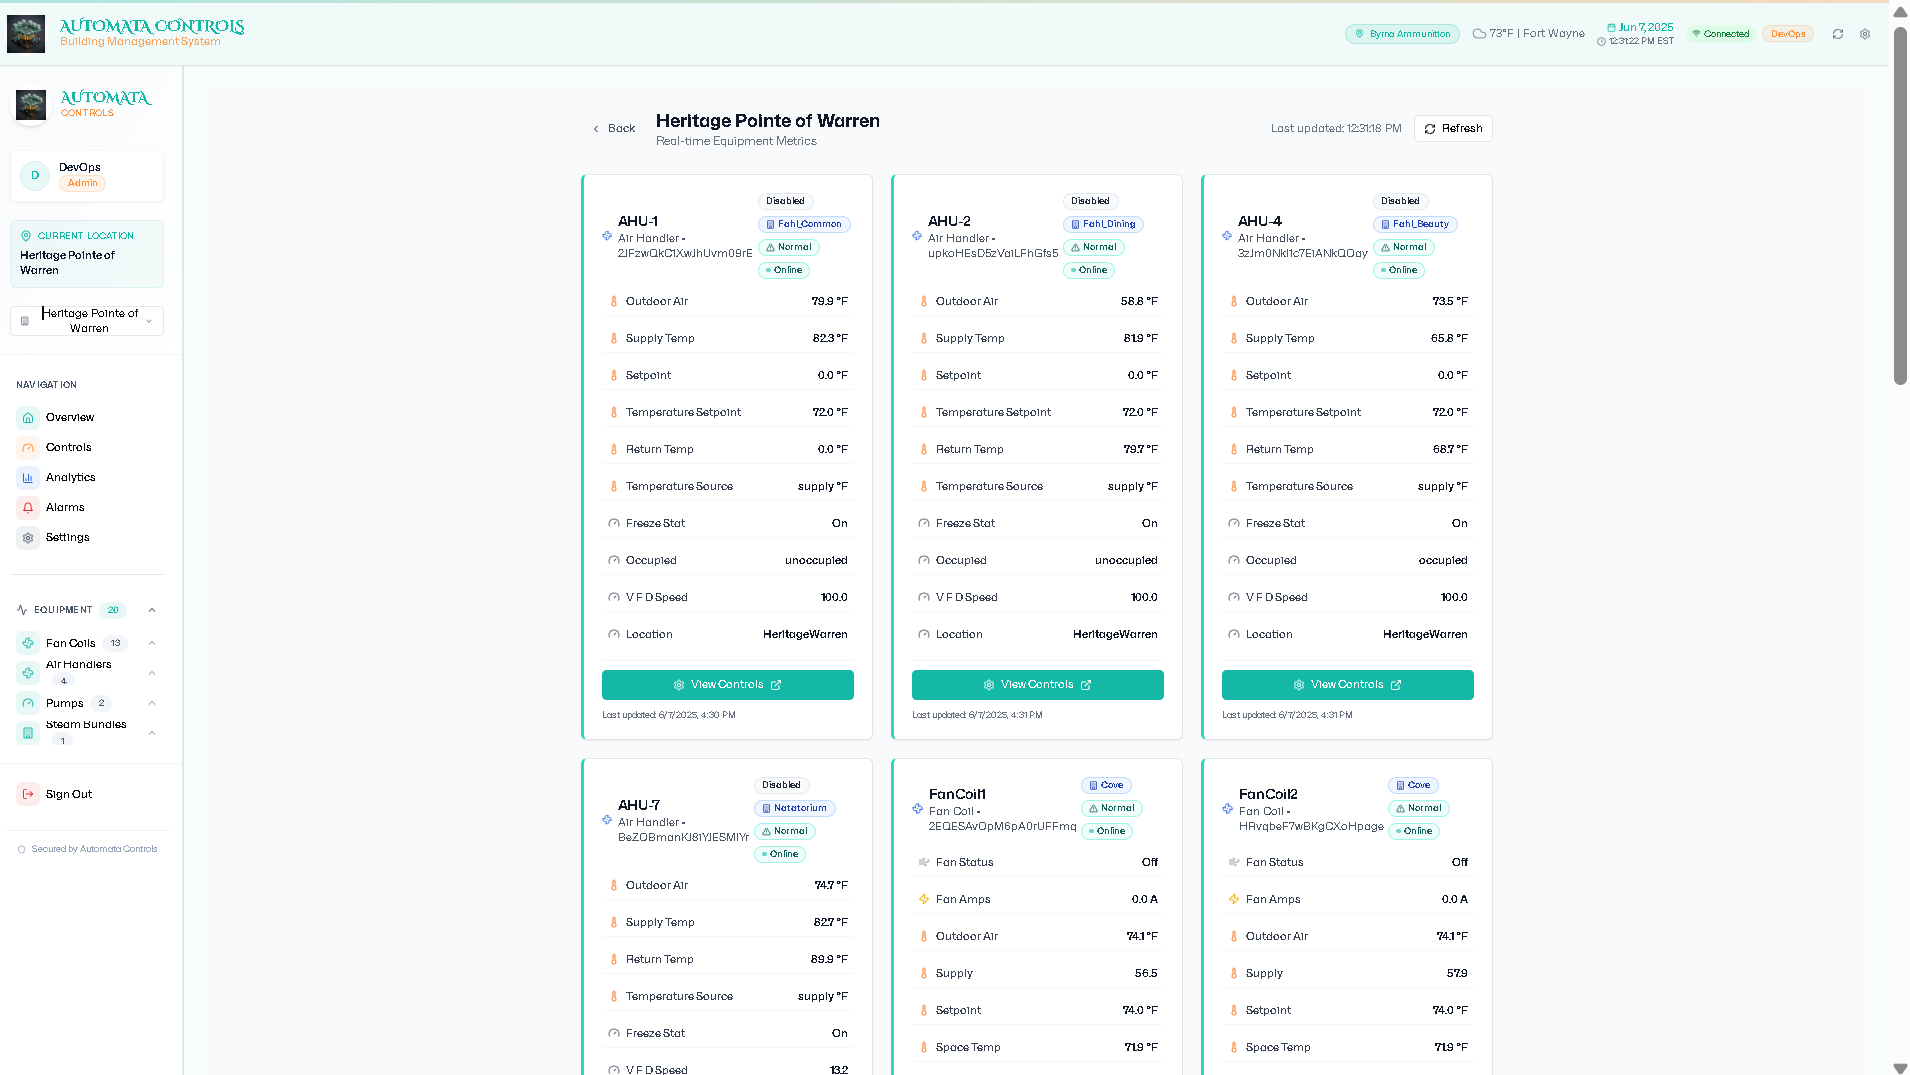 AUTOMATA CONTROLS
Building Management System
Byrna Ammunition
73°F | Fort Wayne
Jun 7, 2025
12:31:22 PM EST
Connected
DevOps
AUTOMATA
CONTROLS
D
DevOps
Admin
CURRENT LOCATION
Heritage Pointe of
Warren
Heritage Pointe of
Warren
NAVIGATION
Overview
Controls
Analytics
Alarms
Settings
EQUIPMENT 20
Fan Coils 13
Air Handlers
4
Pumps 2
Steam Bundles
1
Sign Out
Secured by Automata Controls
Back
Heritage Pointe of Warren
Real-time Equipment Metrics
Last updated: 12:31:18 PM
Refresh
AHU-1
Air Handler -
Disabled
Fahl_Common
Normal
Online
Outdoor Air 79.9 °F
Supply Temp 82.3 °F
Setpoint 0.0 °F
Temperature Setpoint 72.0 °F
Return Temp 0.0 °F
Temperature Source supply °F
Freeze Stat On
Occupied unoccupied
V F D Speed 100.0
Location HeritageWarren
View Controls
Last updated: 6/7/2025, 4:30 PM
AHU-2
Air Handler -
Disabled
Fahl_Dining
Normal
Online
Outdoor Air 58.8 °F
Supply Temp 81.9 °F
Setpoint 0.0 °F
Temperature Setpoint 72.0 °F
Return Temp 79.7 °F
Temperature Source supply °F
Freeze Stat On
Occupied unoccupied
V F D Speed 100.0
Location HeritageWarren
View Controls
Last updated: 6/7/2025, 4:31 PM
AHU-4
Air Handler -
Disabled
Fahl_Beauty
Normal
Online
Outdoor Air 73.5 °F
Supply Temp 65.8 °F
Setpoint 0.0 °F
Temperature Setpoint 72.0 °F
Return Temp 68.7 °F
Temperature Source supply °F
Freeze Stat On
Occupied occupied
V F D Speed 100.0
Location HeritageWarren
View Controls
Last updated: 6/7/2025, 4:31 PM
AHU-7
Air Handler -
Disabled
Natatorium
Normal
Online
Outdoor Air 74.7 °F
Supply Temp 82.7 °F
Return Temp 89.9 °F
Temperature Source supply °F
Freeze Stat On
V F D Speed 13.2
FanCoil1
Fan Coil -
Cove
Normal
Online
Fan Status Off
Fan Amps 0.0 A
Outdoor Air 74.1 °F
Supply 56.5
Setpoint 74.0 °F
Space Temp 71.9 °F
FanCoil2
Fan Coil -
Cove
Normal
Online
Fan Status Off
Fan Amps 0.0 A
Outdoor Air 74.1 °F
Supply 57.9
Setpoint 74.0 °F
Space Temp 71.9 °F